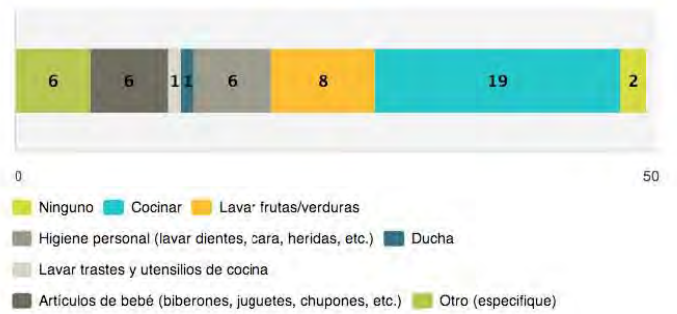 6 6 1 1 6 8 19 2
0 50
Ninguno Cocinar Lavar frutas/verduras
Higiene personal (lavar dientes, cara, heridas, etc.) Ducha
Lavar trastes y utensilios de cocina
Artículos de bebé (biberones, juguetes, chupones, etc.) Otro (especifique)